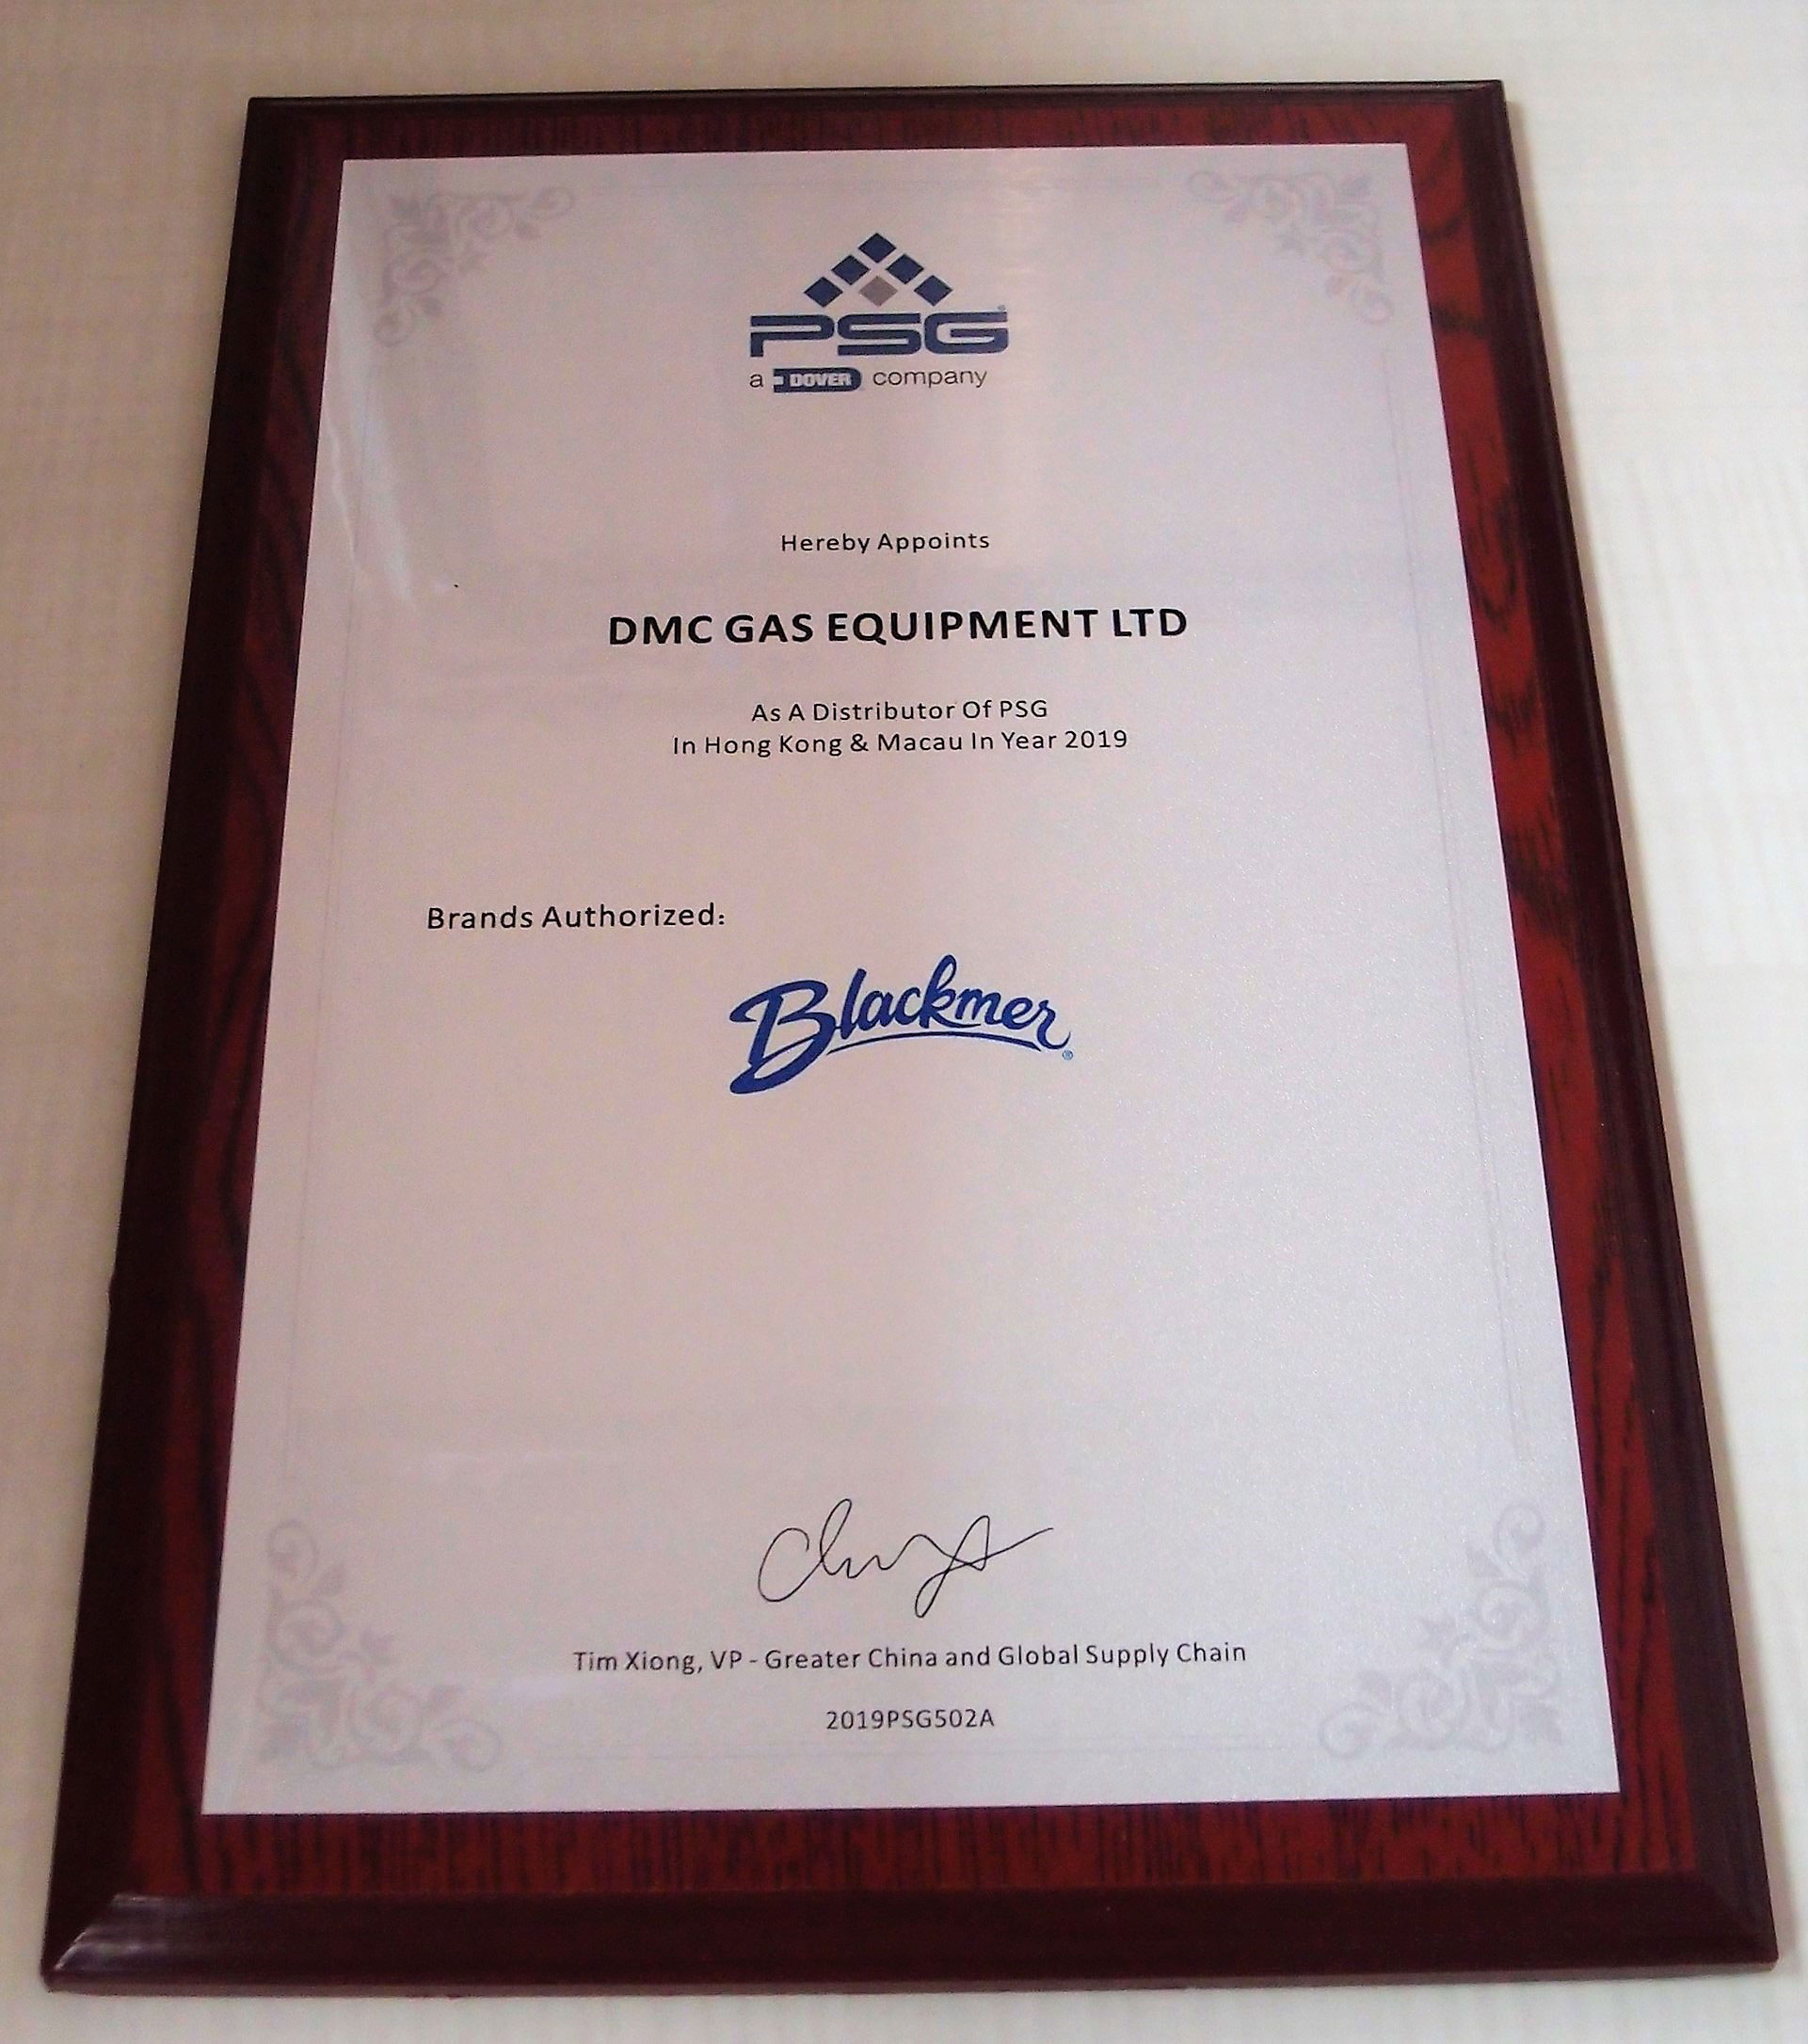 PSG®
a DOVER company
Hereby Appoints
DMC GAS EQUIPMENT LTD
As A Distributor Of PSG
In Hong Kong & Macau In Year 2019
Brands Authorized:
Blackmer®
Tim Xiong, VP - Greater China and Global Supply Chain
2019PSG502A